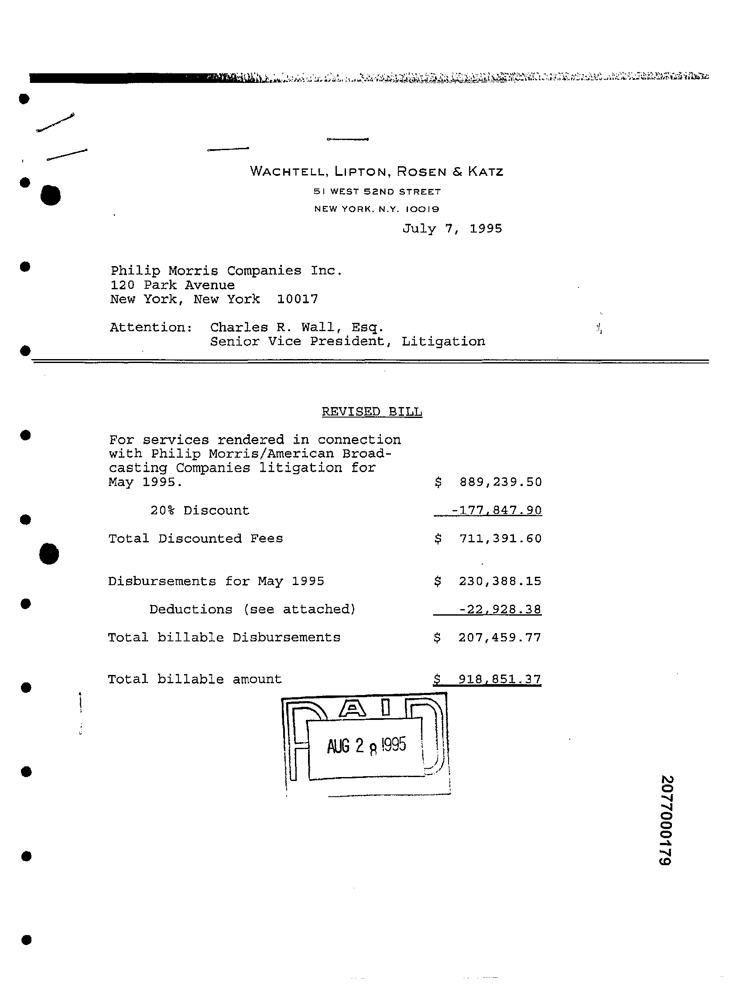 WACHTELL, LIPTON, ROSEN & KATZ
51 WEST 52ND STREET
NEW YORK, N.Y. 10019
July 7, 1995
Philip Morris Companies Inc.
120 Park Avenue
New York, New York 10017
Attention: Charles R. Wall, Esq.
Senior Vice President, Litigation
REVISED BILL
For services rendered in connection
with Philip Morris/American Broad-
casting Companies litigation for
May 1995. $ 889,239.50
20% Discount -177,847.90
Total Discounted Fees $ 711,391.60
Disbursements for May 1995 $ 230,388.15
Deductions (see attached) -22,928.38
Total billable Disbursements $ 207,459.77
Total billable amount $ 918,851.37
PAID
AUG 28 1995
2077000179